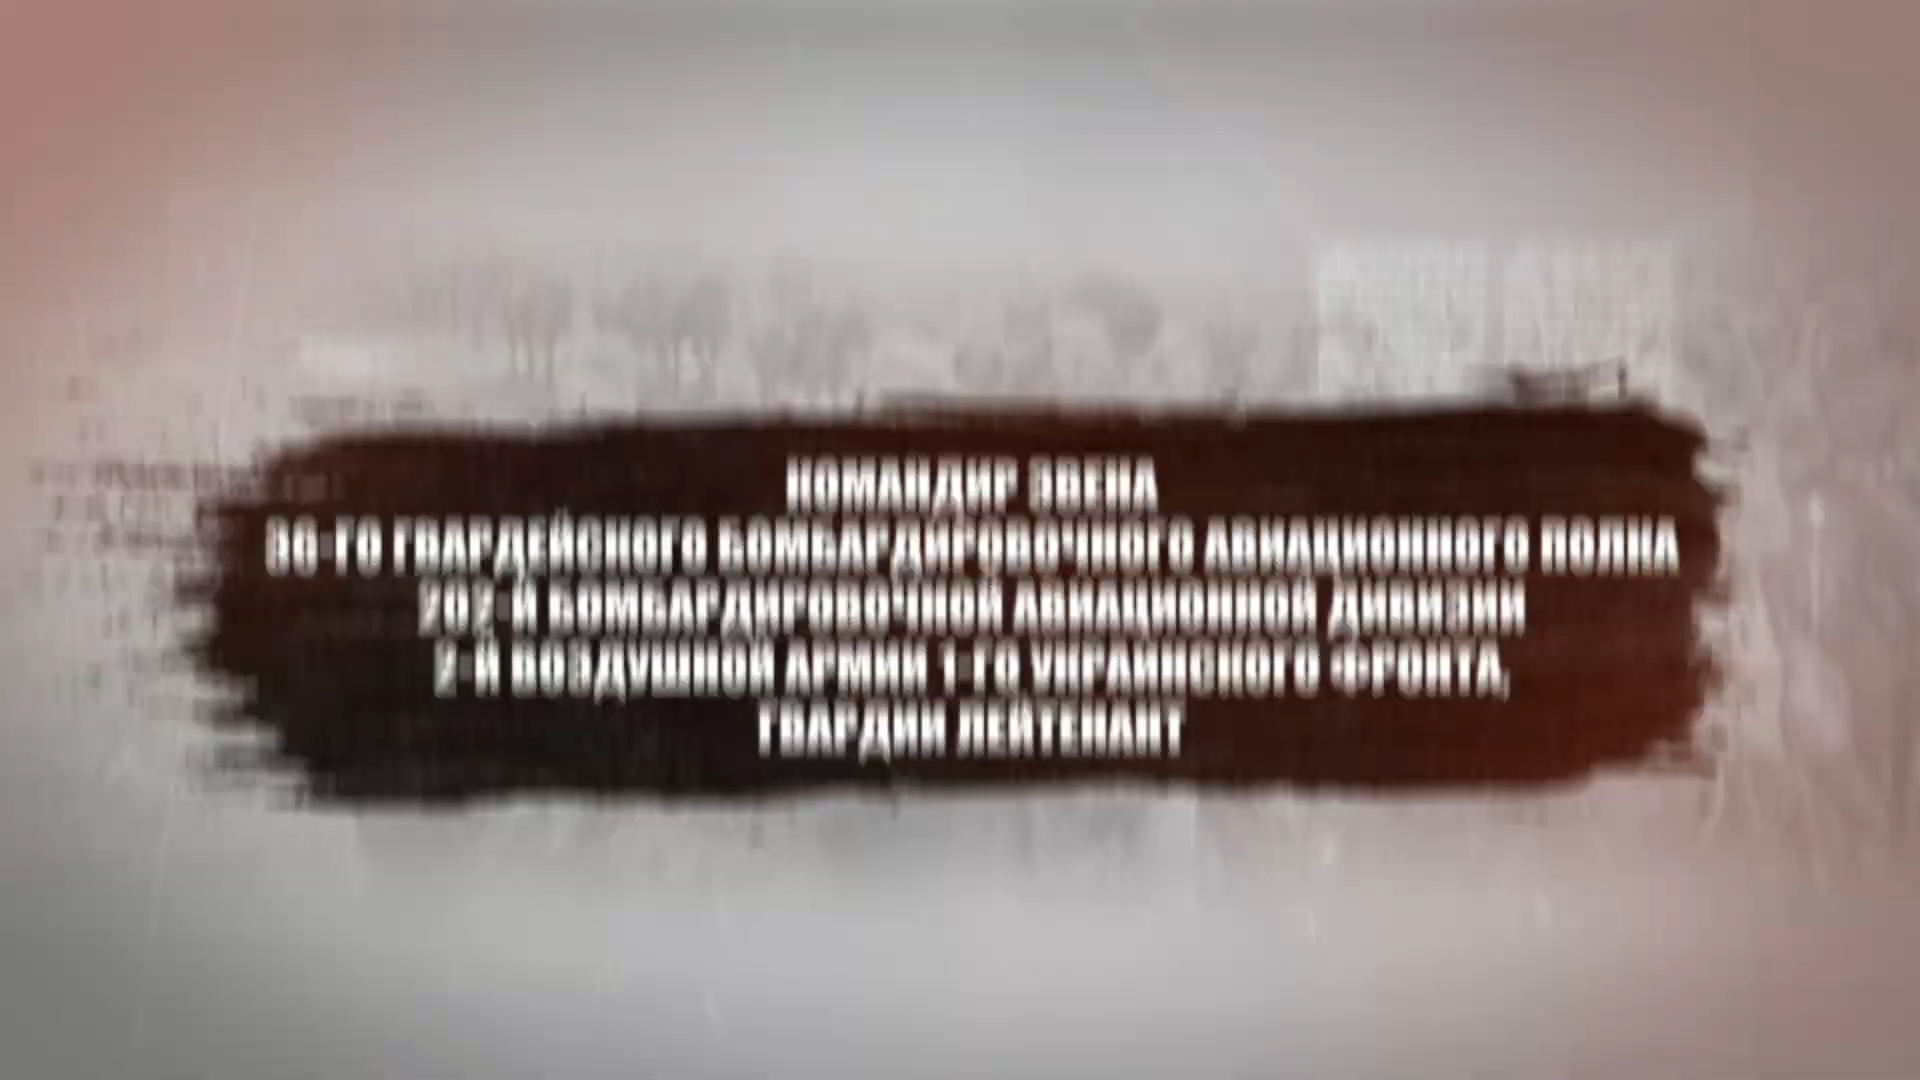 КОМАНДИР ЗВЕНА
ГВАРДЕЙСКОГО БОМБАРДИРОВОЧНОГО АВИАЦИОННОГО ПОЛКА
202-Й БОМБАРДИРОВОЧНОЙ АВИАЦИОННОЙ ДИВИЗИИ
2-Й ВОЗДУШНОЙ АРМИИ 1-ГО УКРАИНСКОГО ФРОНТА,
ГВАРДИИ ЛЕЙТЕНАНТ